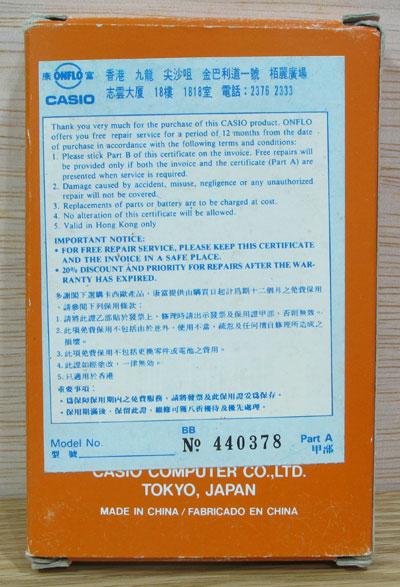 康 ONFLO 富
CASIO
香港 九龍 尖沙咀 金巴利道一號 栢麗廣場
志雲大厦 18樓 1818室 電話：2376 2333
Thank you very much for the purchase of this CASIO product. ONFLO
offers you free repair service for a period of 12 months from the date
of purchase in accordance with the following terms and conditions:
1. Please stick Part B of this certificate on the invoice. Free repairs will
be provided only if both the invoice and the certificate (Part A) are
presented when service is required.
2. Damage caused by accident, misuse, negligence or any unauthorized
repair will not be covered.
3. Replacements of parts or battery are to be charged at cost.
4. No alteration of this certificate will be allowed.
5. Valid in Hong Kong only
IMPORTANT NOTICE:
• FOR FREE REPAIR SERVICE, PLEASE KEEP THIS CERTIFICATE
AND THE INVOICE IN A SAFE PLACE.
• 20% DISCOUNT AND PRIORITY FOR REPAIRS AFTER THE WAR-
RANTY HAS EXPIRED.
多謝閣下選購卡西歐產品，康富提供由購買日起計爲期十二個月之免費保用
，請參閱下列保用條款：
1. 請將此證乙部貼於發票上，修理時請出示發票及保用證甲部，否則無效。
2. 此項免費保用不包括由於意外、使用不當、疏忽及任何擅自修理所造成之
損壞。
3. 此項免費保用不包括更換零件或電池之費用。
4. 此證如經塗改，一律無效。
5. 只適用於香港
重要事項：
• 爲保障保用期內之免費服務，請將發票及此保用證妥爲保存。
• 保用期滿後，保留此證，維修可獲八折優待及優先處理。
BB
Model No. No 440378 Part A
型號 甲部
CASIO COMPUTER CO.,LTD.
TOKYO, JAPAN
MADE IN CHINA / FABRICADO EN CHINA